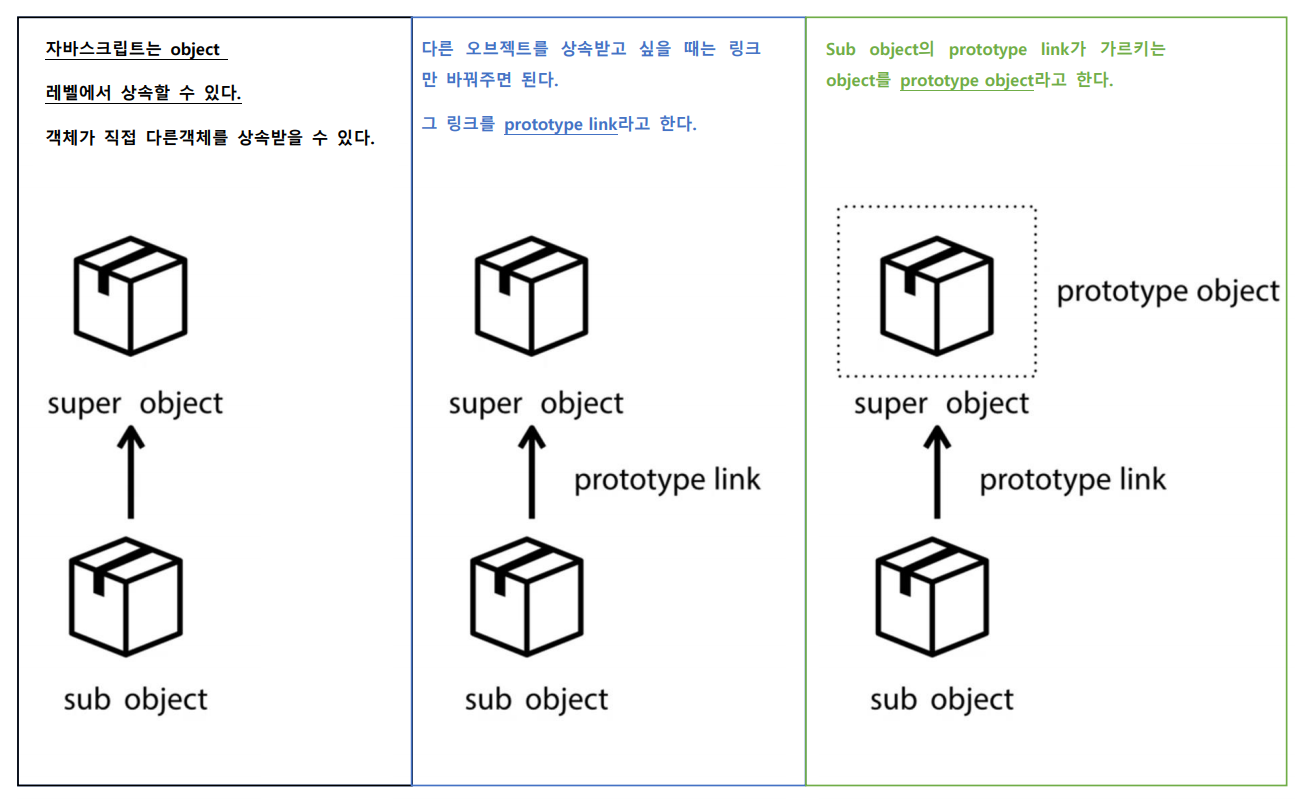 자바스크립트는 object
레벨에서 상속할 수 있다.
객체가 직접 다른객체를 상속받을 수 있다.
super object
sub object
다른 오브젝트를 상속받고 싶을 때는 링크
만 바꿔주면 된다.
그 링크를 prototype link라고 한다.
super object
prototype link
sub object
Sub object의 prototype link가 가르키는
object를 prototype object라고 한다.
prototype object
super object
prototype link
sub object